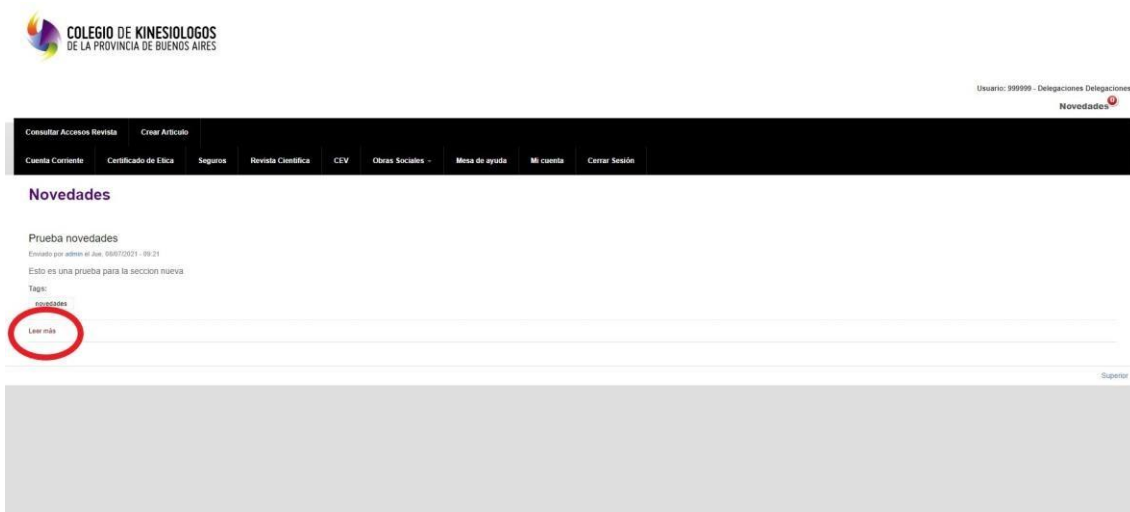 COLEGIO DE KINESIOLOGOS
DE LA PROVINCIA DE BUENOS AIRES
Usuario: 999999 - Delegaciones Delegaciones
Novedades 0
Consultar Accesos Revista Crear Artículo
Cuenta Corriente Certificado de Etica Seguros Revista Cientifica CEV Obras Sociales - Mesa de ayuda Mi cuenta Cerrar Sesión
Novedades
Prueba novedades
Enviado por admin el Jue, 08/07/2021 - 09:21
Esto es una prueba para la seccion nueva
Tags:
novedades
Leer más
Superior